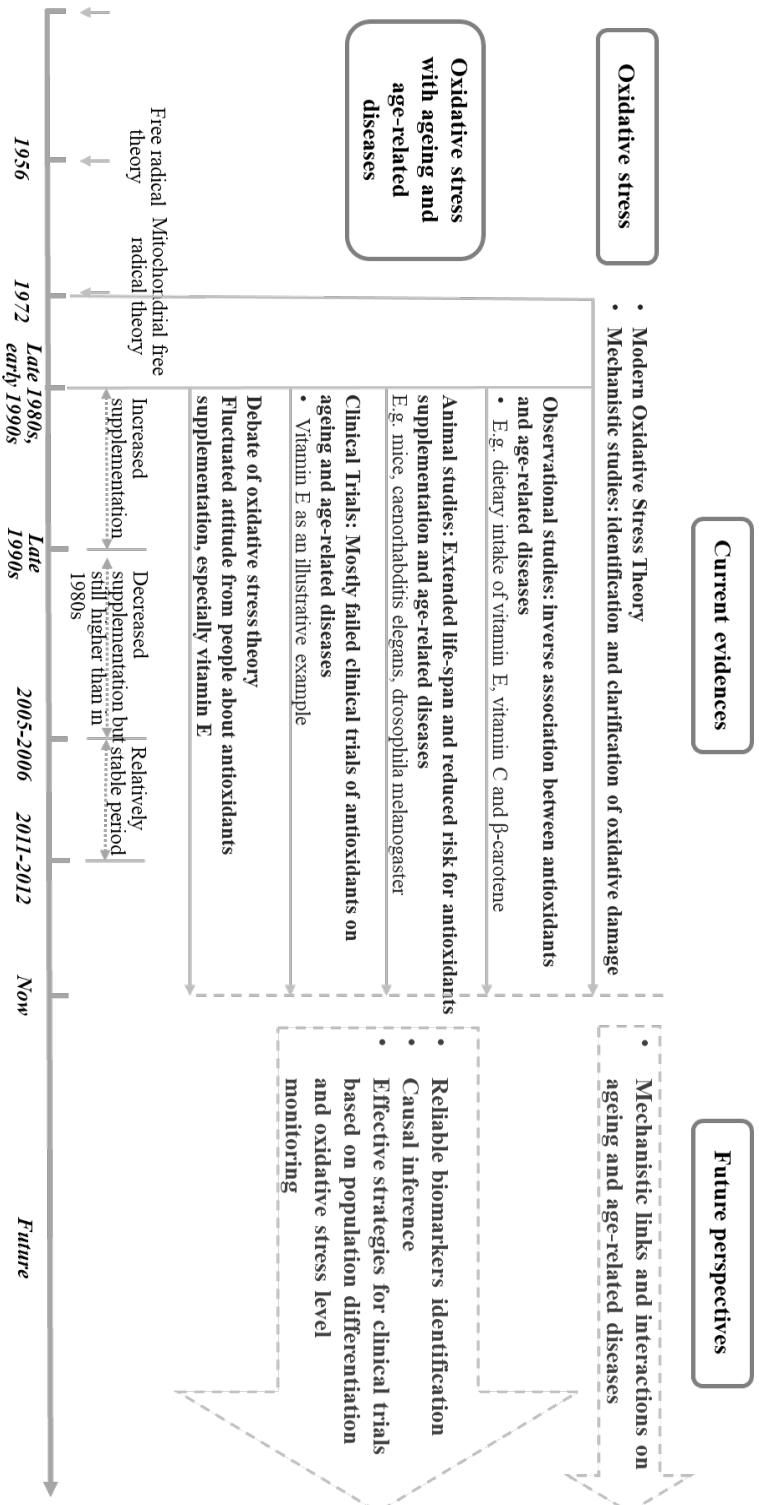 Current evidences
Future perspectives
Oxidative stress
• Modern Oxidative Stress Theory
• Mechanistic studies: identification and clarification of oxidative damage
• Mechanistic links and interactions on
ageing and age-related diseases
Oxidative stress
with ageing and
age-related
diseases
Observational studies: inverse association between antioxidants
and age-related diseases
• E.g. dietary intake of vitamin E, vitamin C and β-carotene
Animal studies: Extended life-span and reduced risk for antioxidants
supplementation and age-related diseases
E.g. mice, caenorhabditis elegans, drosophila melanogaster
Clinical Trials: Mostly failed clinical trials of antioxidants on
ageing and age-related diseases
• Vitamin E as an illustrative example
Debate of oxidative stress theory
Fluctuated attitude from people about antioxidants
supplementation, especially vitamin E
• Reliable biomarkers identification
• Causal inference
• Effective strategies for clinical trials
based on population differentiation
and oxidative stress level
monitoring
Free radical
theory
Mitochondrial free
radical theory
Increased
supplementation
Decreased
supplementation but
still higher than in
1980s
Relatively
stable period
1956
1972
Late 1980s,
early 1990s
Late
1990s
2005-2006
2011-2012
Now
Future